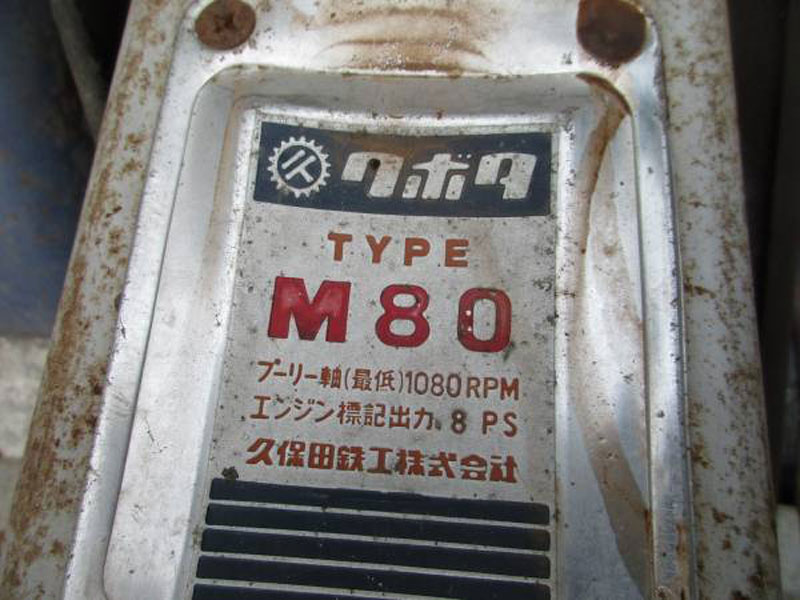 クボタ
TYPE
M80
プーリー軸(最低)1080RPM
エンジン標記出力 8 PS
久保田鉄工株式会社